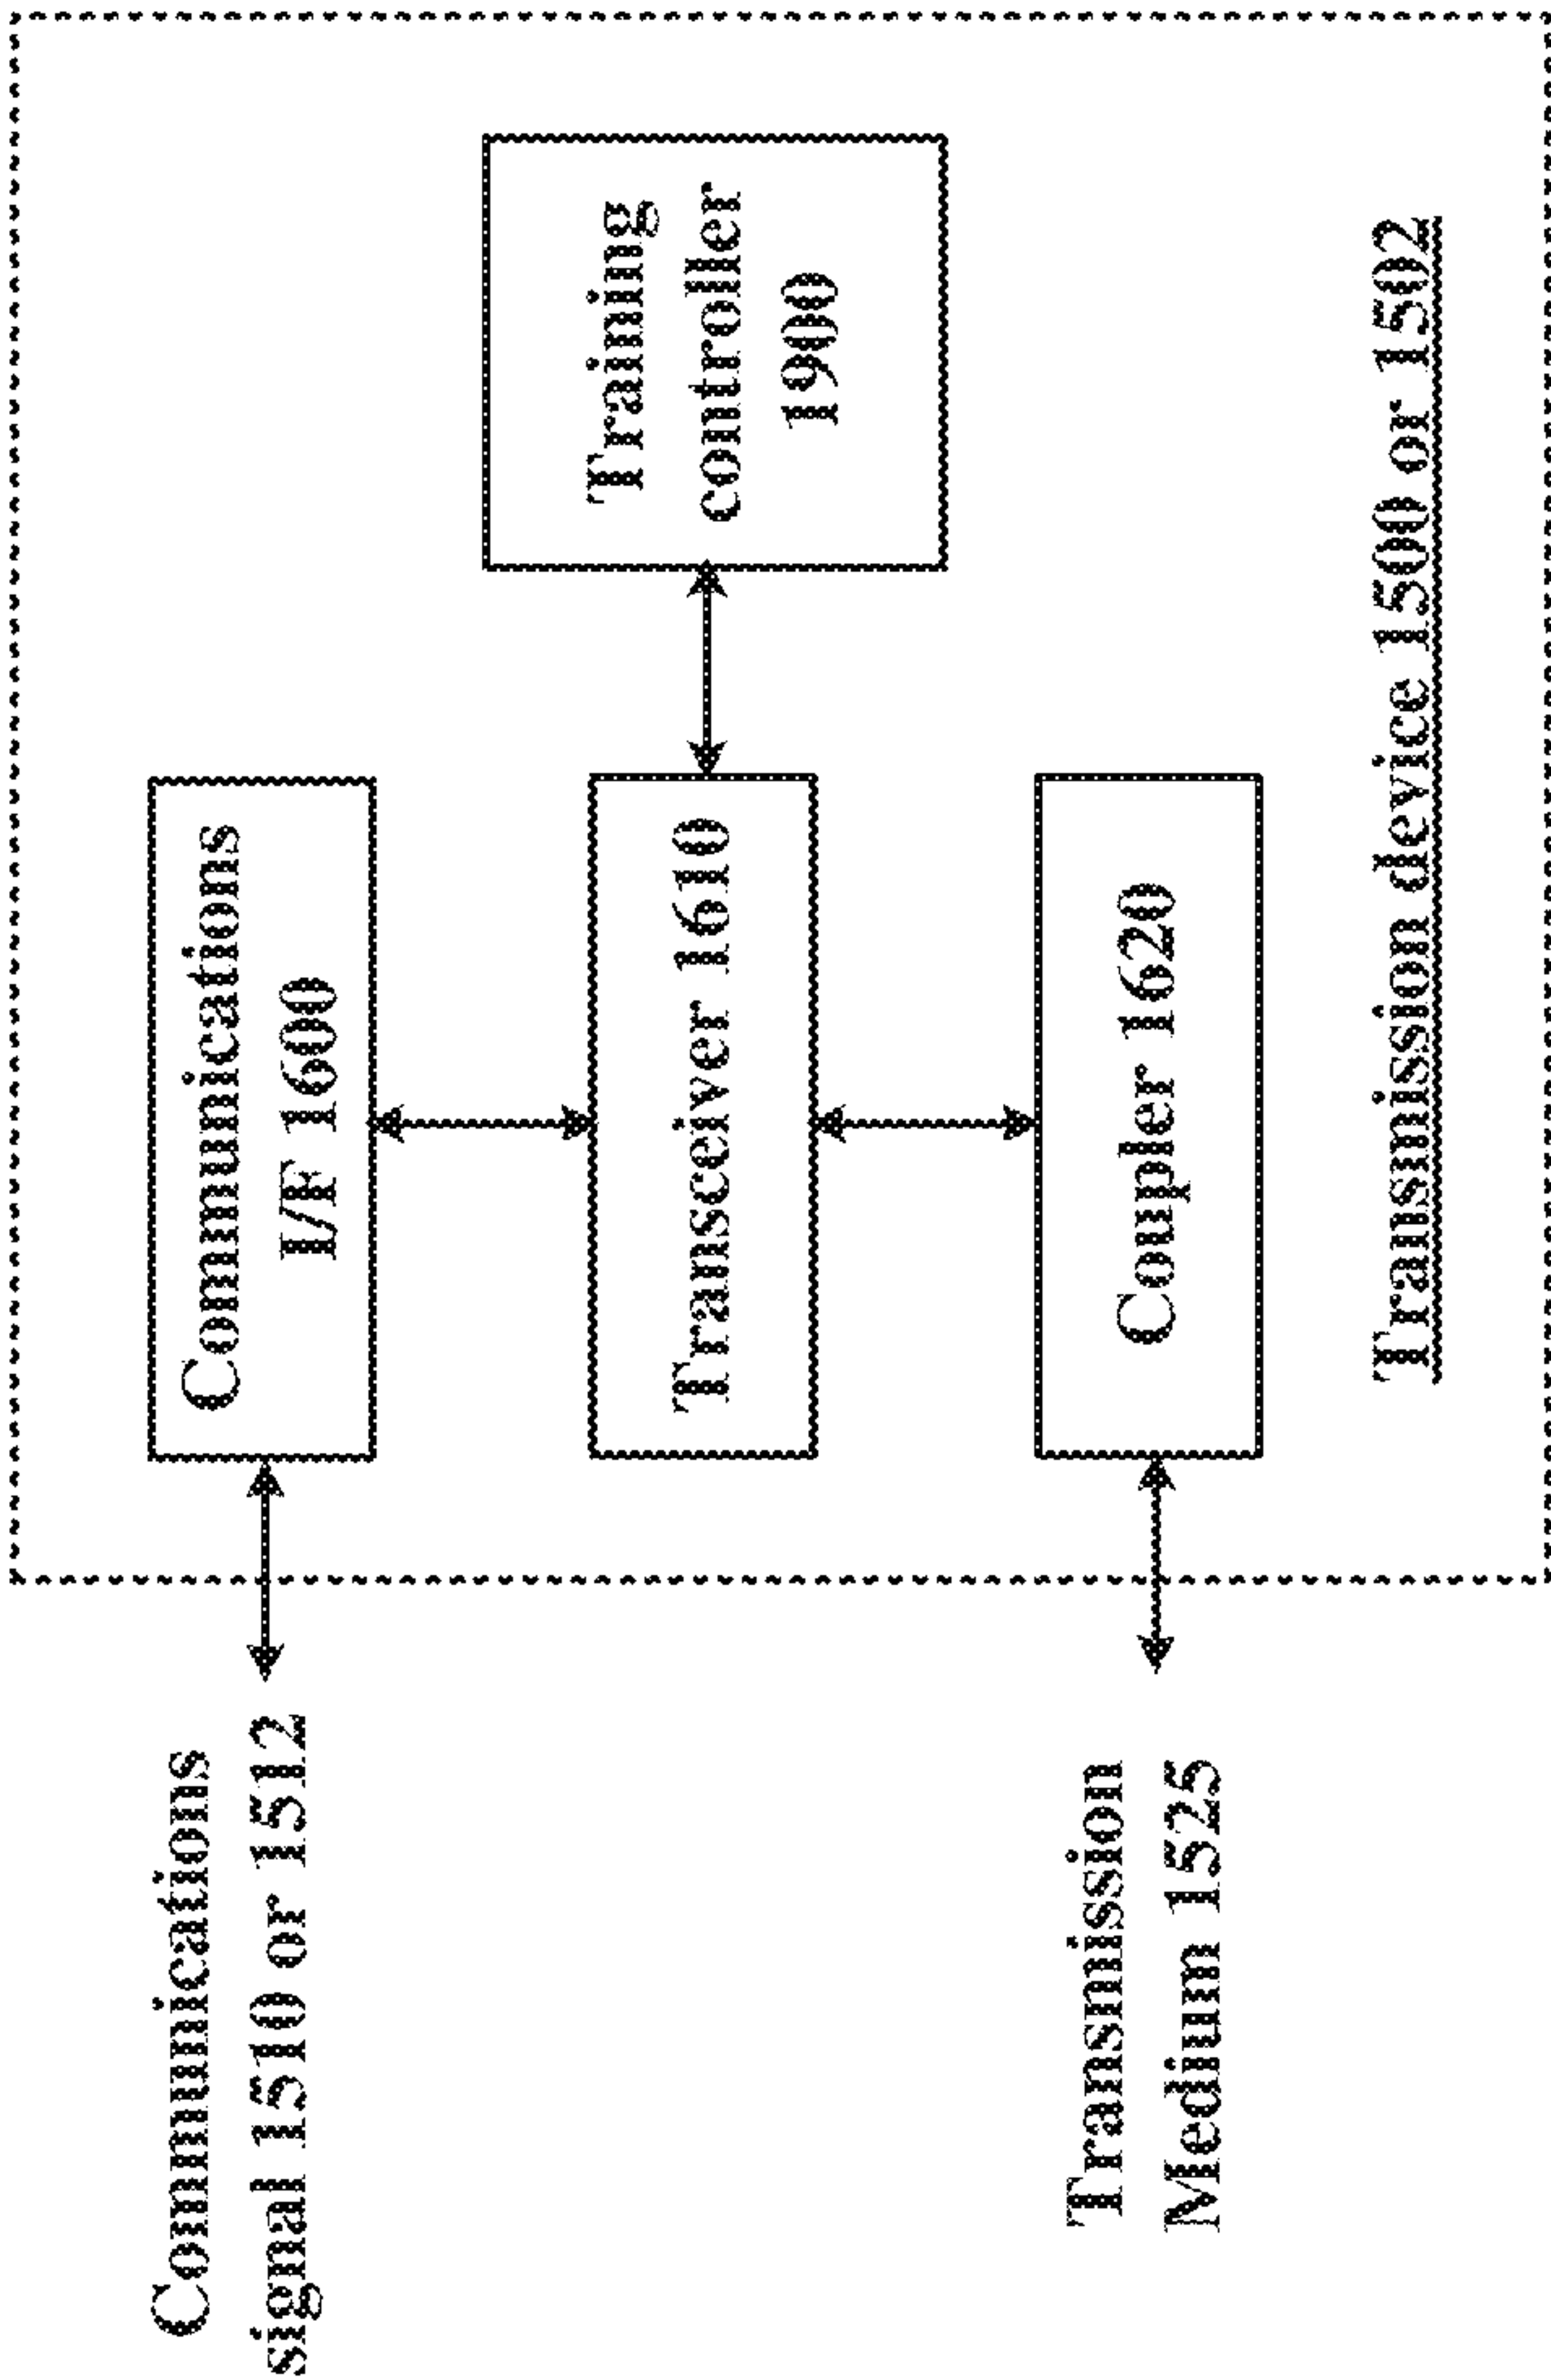 Communications
signal 1510 or 1512
Communications
I/F 1600
Transceiver 1610
Training
controller
1900
Coupler 1620
Transmission
Medium 1525
Transmission device 1500 or 1502